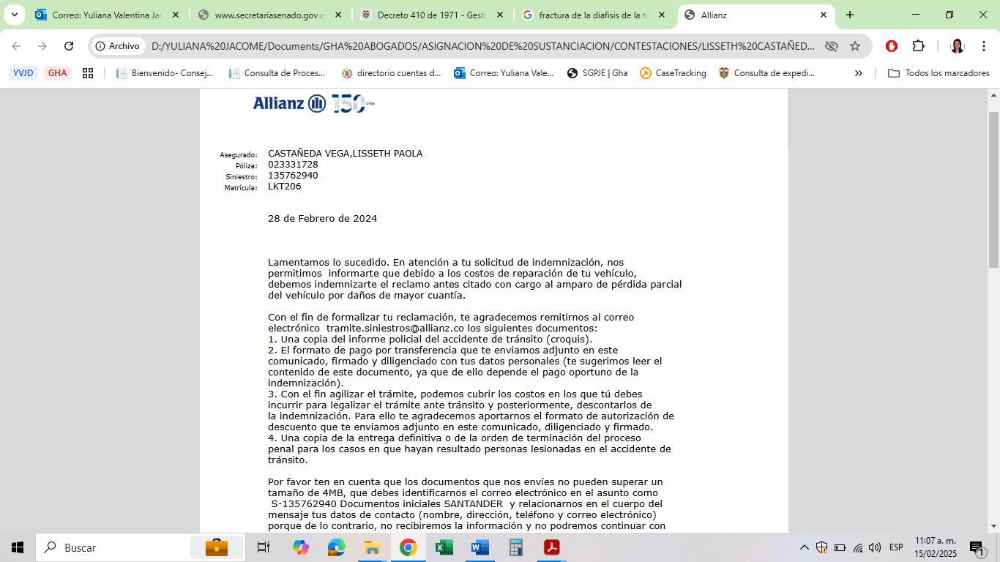 Correo: Yuliana Valentina Jac
www.secretariasenado.gov.c
Decreto 410 de 1971 - Gesto
fractura de la diafisis de la ti
Allianz
Archivo
D:/YULIANA%20JACOME/Documents/GHA%20ABOGADOS/ASIGNACION%20DE%20SUSTANCIACION/CONTESTACIONES/LISSETH%20CASTAÑED...
YVJD
GHA
Bienvenido- Consej...
Consulta de Proces...
directorio cuentas d...
Correo: Yuliana Vale...
SGPJE | Gha
CaseTracking
Consulta de expedi...
Todos los marcadores
Allianz 150 años
Asegurado: CASTAÑEDA VEGA,LISSETH PAOLA
Póliza: 023331728
Siniestro: 135762940
Matrícula: LKT206
28 de Febrero de 2024
Lamentamos lo sucedido. En atención a tu solicitud de indemnización, nos
permitimos informarte que debido a los costos de reparación de tu vehículo,
debemos indemnizarte el reclamo antes citado con cargo al amparo de pérdida parcial
del vehículo por daños de mayor cuantía.
Con el fin de formalizar tu reclamación, te agradecemos remitirnos al correo
electrónico tramite.siniestros@allianz.co los siguientes documentos:
1. Una copia del informe policial del accidente de tránsito (croquis).
2. El formato de pago por transferencia que te enviamos adjunto en este
comunicado, firmado y diligenciado con tus datos personales (te sugerimos leer el
contenido de este documento, ya que de ello depende el pago oportuno de la
indemnización).
3. Con el fin agilizar el trámite, podemos cubrir los costos en los que tú debes
incurrir para legalizar el trámite ante tránsito y posteriormente, descontarlos de
la indemnización. Para ello te agradecemos aportarnos el formato de autorización de
descuento que te enviamos adjunto en este comunicado, diligenciado y firmado.
4. Una copia de la entrega definitiva o de la orden de terminación del proceso
penal para los casos en que hayan resultado personas lesionadas en el accidente de
tránsito.
Por favor ten en cuenta que los documentos que nos envíes no pueden superar un
tamaño de 4MB, que debes identificarnos el correo electrónico en el asunto como
S-135762940 Documentos iniciales SANTANDER y relacionarnos en el cuerpo del
mensaje tus datos de contacto (nombre, dirección, teléfono y correo electrónico)
porque de lo contrario, no recibiremos la información y no podremos continuar con
Buscar
ESP
11:07 a. m.
15/02/2025
1